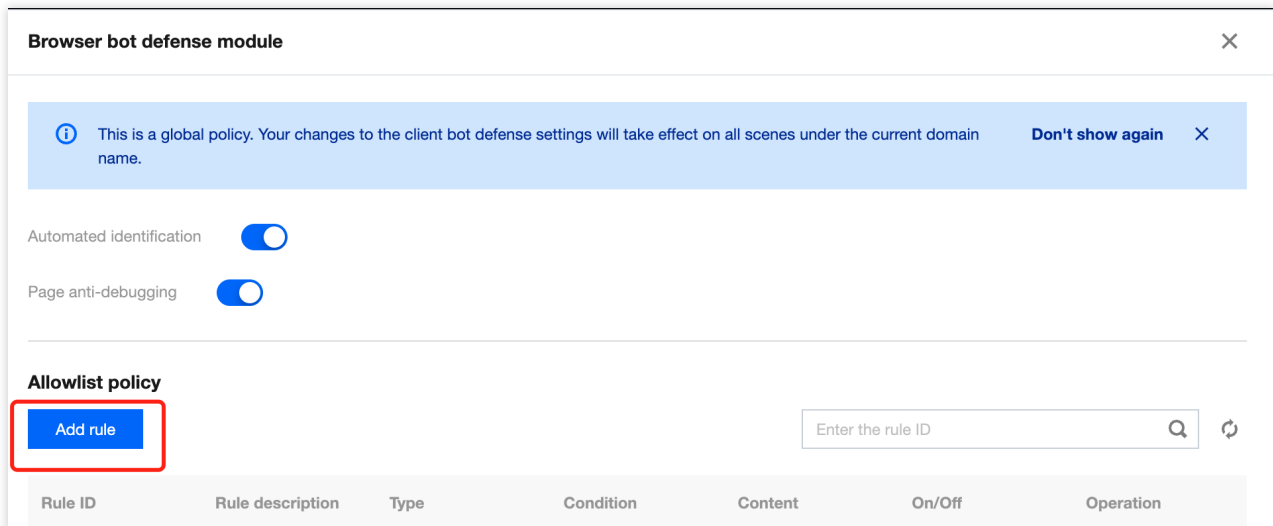 Browser bot defense module
This is a global policy. Your changes to the client bot defense settings will take effect on all scenes under the current domain
name.
Don't show again
Automated identification
Page anti-debugging
Allowlist policy
Add rule
Enter the rule ID
Rule ID Rule description Type Condition Content On/Off Operation